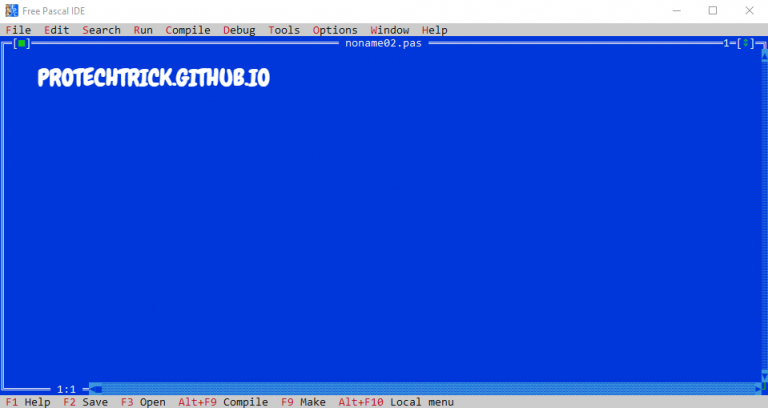 Free Pascal IDE
File Edit Search Run Compile Debug Tools Options Window Help
noname02.pas 1
PROTECHTRICK.GITHUB.IO
1:1
F1 Help F2 Save F3 Open Alt+F9 Compile F9 Make Alt+F10 Local menu